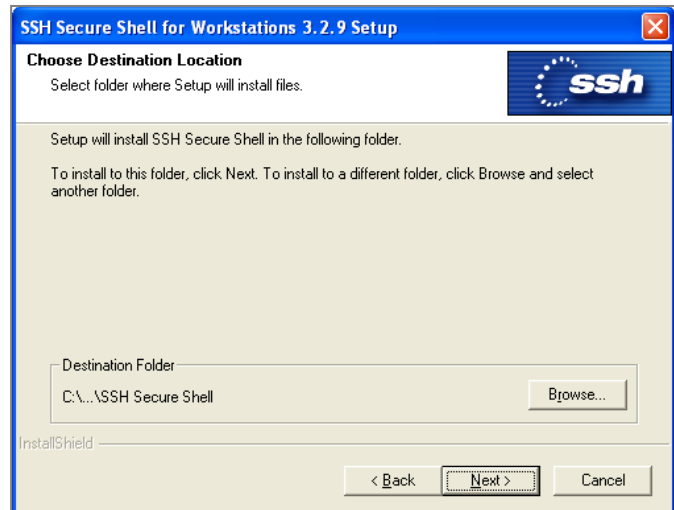 SSH Secure Shell for Workstations 3.2.9 Setup
Choose Destination Location
Select folder where Setup will install files.
ssh
Setup will install SSH Secure Shell in the following folder.
To install to this folder, click Next. To install to a different folder, click Browse and select
another folder.
Destination Folder
C:\...\SSH Secure Shell
Browse...
InstallShield
< Back
Next >
Cancel